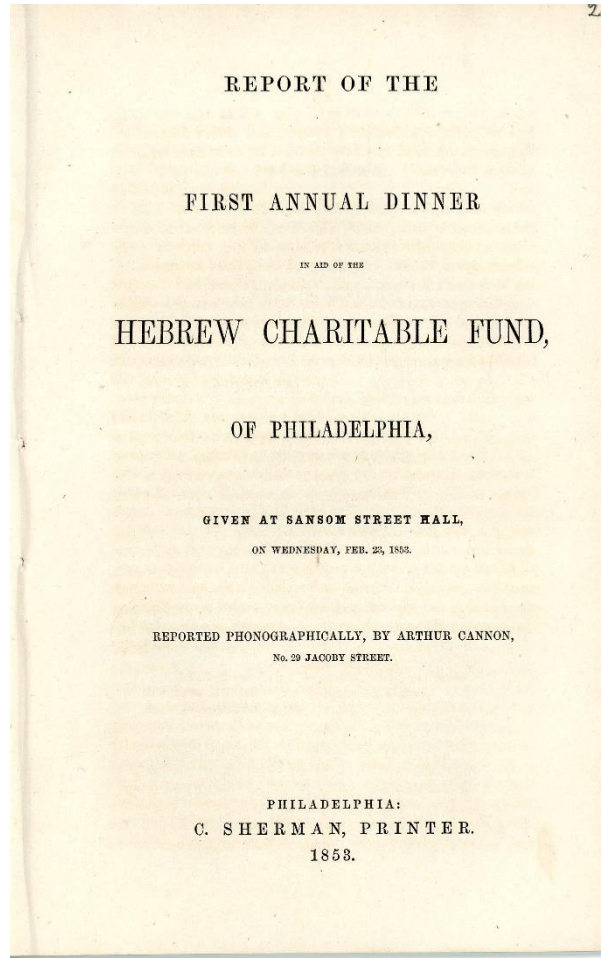 2
REPORT OF THE
FIRST ANNUAL DINNER
IN AID OF THE
HEBREW CHARITABLE FUND,
OF PHILADELPHIA,
GIVEN AT SANSOM STREET HALL,
ON WEDNESDAY, FEB. 23, 1853.
REPORTED PHONOGRAPHICALLY, BY ARTHUR CANNON,
No. 29 JACOBY STREET.
PHILADELPHIA:
C. SHERMAN, PRINTER.
1853.